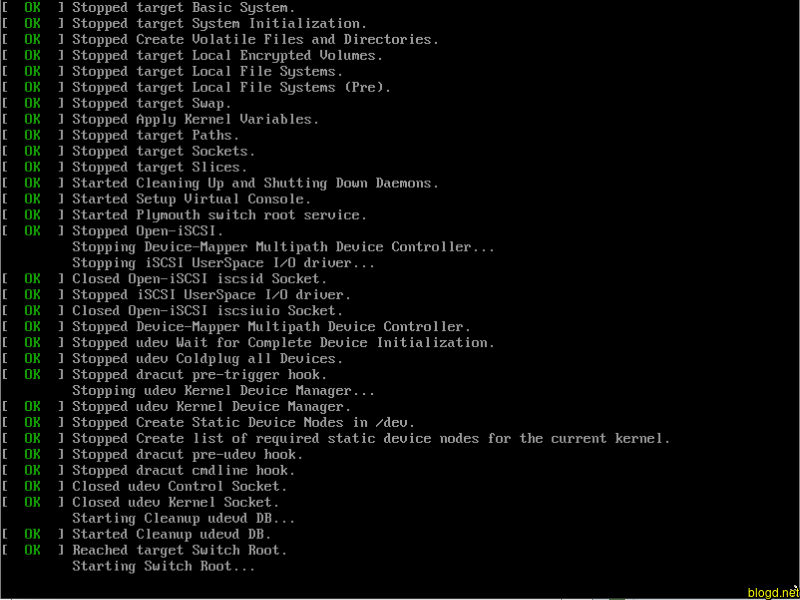 [  OK  ] Stopped target Basic System.
[  OK  ] Stopped target System Initialization.
[  OK  ] Stopped Create Volatile Files and Directories.
[  OK  ] Stopped target Local Encrypted Volumes.
[  OK  ] Stopped target Local File Systems.
[  OK  ] Stopped target Local File Systems (Pre).
[  OK  ] Stopped target Swap.
[  OK  ] Stopped Apply Kernel Variables.
[  OK  ] Stopped target Paths.
[  OK  ] Stopped target Sockets.
[  OK  ] Stopped target Slices.
[  OK  ] Started Cleaning Up and Shutting Down Daemons.
[  OK  ] Started Setup Virtual Console.
[  OK  ] Started Plymouth switch root service.
[  OK  ] Stopped Open-iSCSI.
Stopping Device-Mapper Multipath Device Controller...
Stopping iSCSI UserSpace I/O driver...
[  OK  ] Closed Open-iSCSI iscsid Socket.
[  OK  ] Stopped iSCSI UserSpace I/O driver.
[  OK  ] Closed Open-iSCSI iscsiuio Socket.
[  OK  ] Stopped Device-Mapper Multipath Device Controller.
[  OK  ] Stopped udev Wait for Complete Device Initialization.
[  OK  ] Stopped udev Coldplug all Devices.
[  OK  ] Stopped dracut pre-trigger hook.
Stopping udev Kernel Device Manager...
[  OK  ] Stopped udev Kernel Device Manager.
[  OK  ] Stopped Create Static Device Nodes in /dev.
[  OK  ] Stopped Create list of required static device nodes for the current kernel.
[  OK  ] Stopped dracut pre-udev hook.
[  OK  ] Stopped dracut cmdline hook.
[  OK  ] Closed udev Control Socket.
[  OK  ] Closed udev Kernel Socket.
Starting Cleanup udevd DB...
[  OK  ] Started Cleanup udevd DB.
[  OK  ] Reached target Switch Root.
Starting Switch Root...
blogd.net